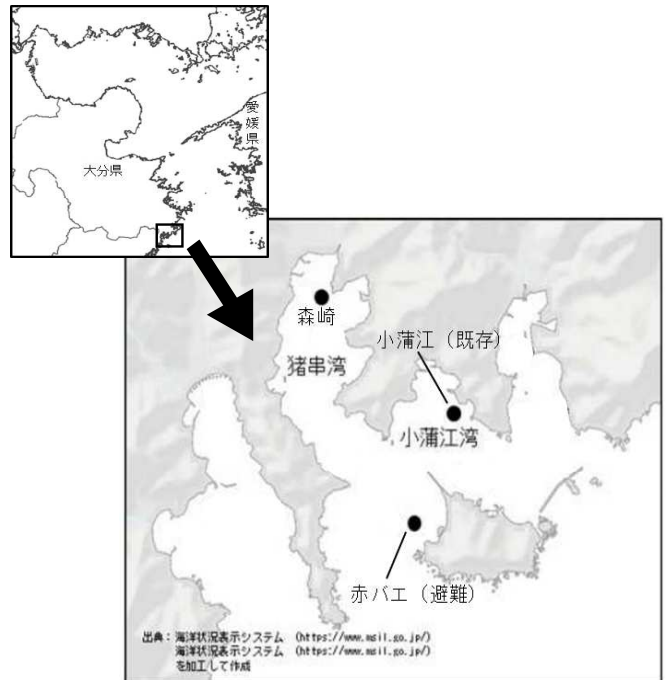 愛媛県
大分県
森崎
小蒲江（既存）
猪串湾
小蒲江湾
赤バエ（避難）
出典：海洋状況表示システム （https://www.msil.go.jp/）
海洋状況表示システム （https://www.msil.go.jp/）
を加工して作成